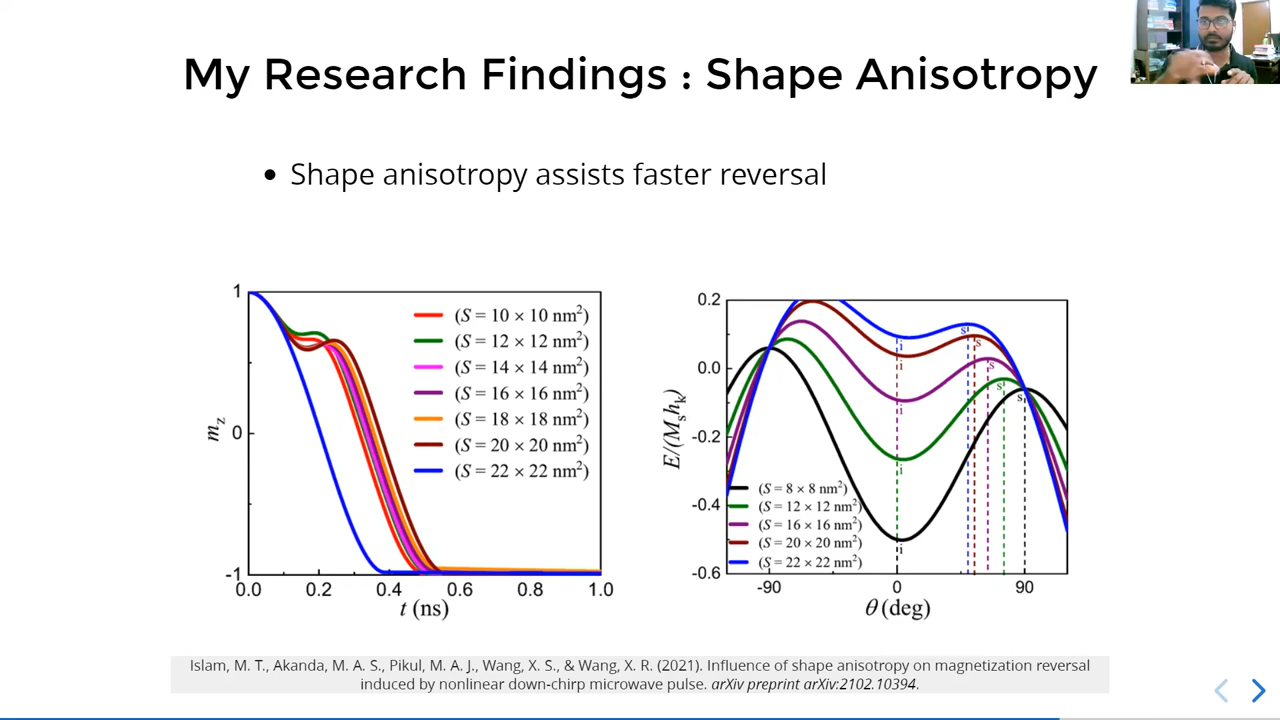 My Research Findings : Shape Anisotropy
• Shape anisotropy assists faster reversal
1
0
-1
m_z
0.0 0.2 0.4 0.6 0.8 1.0
t (ns)
(S = 10 × 10 nm²)
(S = 12 × 12 nm²)
(S = 14 × 14 nm²)
(S = 16 × 16 nm²)
(S = 18 × 18 nm²)
(S = 20 × 20 nm²)
(S = 22 × 22 nm²)
0.2
0.0
-0.2
-0.4
-0.6
E/(M_s h_k)
i s
i s
i s
i s
i s
(S = 8 × 8 nm²)
(S = 12 × 12 nm²)
(S = 16 × 16 nm²)
(S = 20 × 20 nm²)
(S = 22 × 22 nm²)
-90 0 90
θ (deg)
Islam, M. T., Akanda, M. A. S., Pikul, M. A. J., Wang, X. S., & Wang, X. R. (2021). Influence of shape anisotropy on magnetization reversal
induced by nonlinear down-chirp microwave pulse. arXiv preprint arXiv:2102.10394.